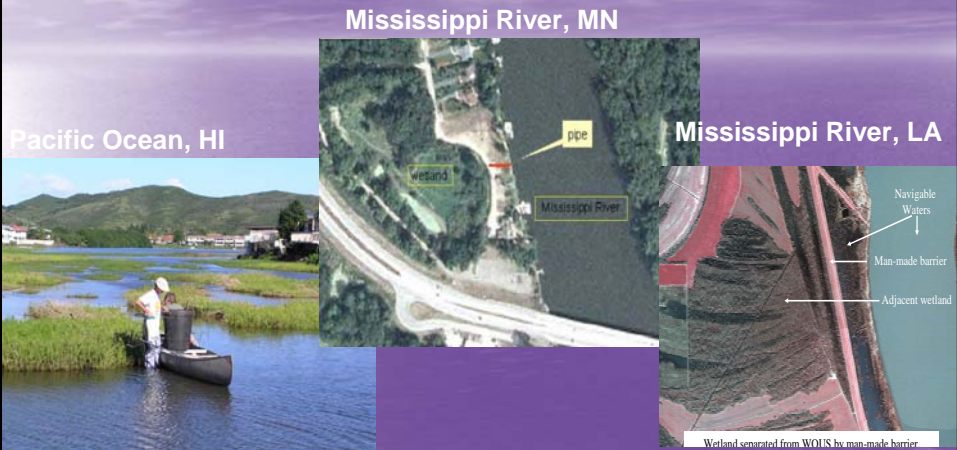 Mississippi River, MN
Pacific Ocean, HI
pipe
wetland
Mississippi River
Mississippi River, LA
Navigable
Waters
Man-made barrier
Adjacent wetland
Wetland separated from WOUS by man-made barrier